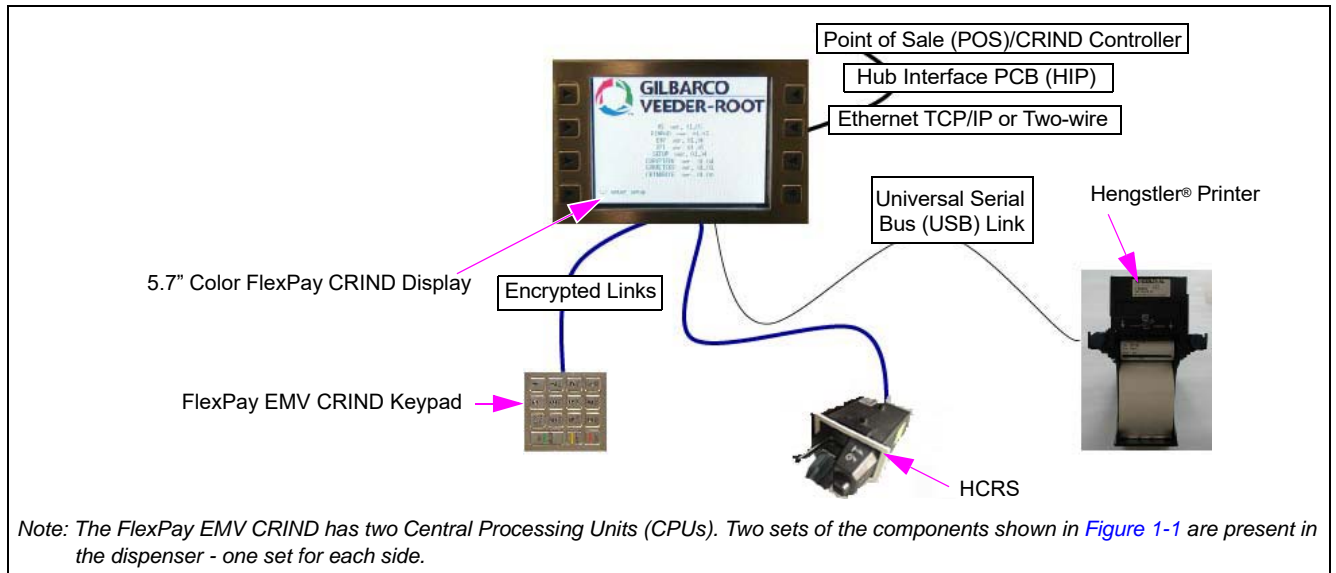 Point of Sale (POS)/CRIND Controller
Hub Interface PCB (HIP)
Ethernet TCP/IP or Two-wire
GILBARCO
VEEDER-ROOT
Universal Serial
Bus (USB) Link
Hengstler® Printer
5.7” Color FlexPay CRIND Display
Encrypted Links
FlexPay EMV CRIND Keypad
HCRS
Note: The FlexPay EMV CRIND has two Central Processing Units (CPUs). Two sets of the components shown in Figure 1-1 are present in
the dispenser - one set for each side.